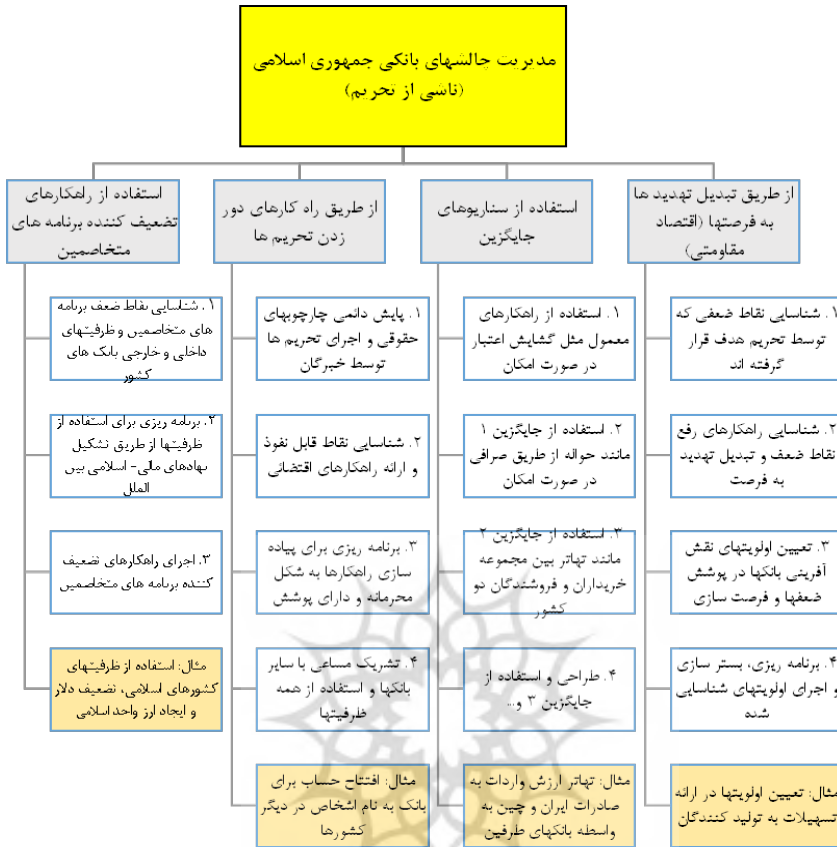 مدیریت چالشهای بانکی جمهوری اسلامی
(ناشی از تحریم)
از طریق تبدیل تهدید ها
به فرصتها (اقتصاد
مقاومتی)
۱. شناسایی نقاط ضعفی که
توسط تحریم هدف قرار
گرفته اند
۲. شناسایی راهکارهای رفع
نقاط ضعف و تبدیل تهدید
به فرصت
۳. تعیین اولویتهای نقش
آفرینی بانکها در پوشش
ضعفها و فرصت سازی
۴. برنامه ریزی، بستر سازی
و اجرای اولویتهای شناسایی
شده
مثال: تعیین اولویتها در ارائه
تسهیلات به تولید کنندگان
استفاده از سناریوهای
جایگزین
۱. استفاده از راهکارهای
معمول مثل گشایش اعتبار
در صورت امکان
۲. استفاده از جایگزین ۱
مانند حواله از طریق صرافی
در صورت امکان
۳. استفاده از جایگزین ۲
مانند تهاتر بین مجموعه
خریداران و فروشندگان دو
کشور
۴. طراحی و استفاده از
جایگزین ۳ و...
مثال: تهاتر ارزش واردات به
صادرات ایران و چین به
واسطه بانکهای طرفین
از طریق راه کارهای دور
زدن تحریم ها
۱. پایش دائمی چارچوبهای
حقوقی و اجرای تحریم ها
توسط خبرگان
۲. شناسایی نقاط قابل نفوذ
و ارائه راهکارهای اقتضائی
۳. برنامه ریزی برای پیاده
سازی راهکارها به شکل
محرمانه و دارای پوشش
۴. تشریک مساعی با سایر
بانکها و استفاده از همه
ظرفیتها
مثال: افتتاح حساب برای
بانک به نام اشخاص در دیگر
کشورها
استفاده از راهکارهای
تضعیف کننده برنامه های
متخاصمین
۱. شناسایی نقاط ضعف برنامه
های متخاصمین و ظرفیتهای
داخلی و خارجی بانک های
کشور
۲. برنامه ریزی برای استفاده از
ظرفیتها از طریق تشکیل
نهادهای مالی- اسلامی بین
الملل
۳. اجرای راهکارهای تضعیف
کننده برنامه های متخاصمین
مثال: استفاده از ظرفیتهای
کشورهای اسلامی، تضعیف دلار
و ایجاد ارز واحد اسلامی